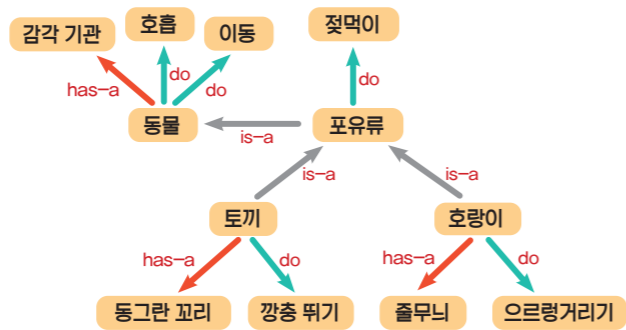 감각 기관
호흡
이동
젖먹이
has-a
do
do
do
동물
is-a
포유류
is-a
is-a
토끼
호랑이
has-a
do
has-a
do
동그란 꼬리
깡충 뛰기
줄무늬
으르렁거리기